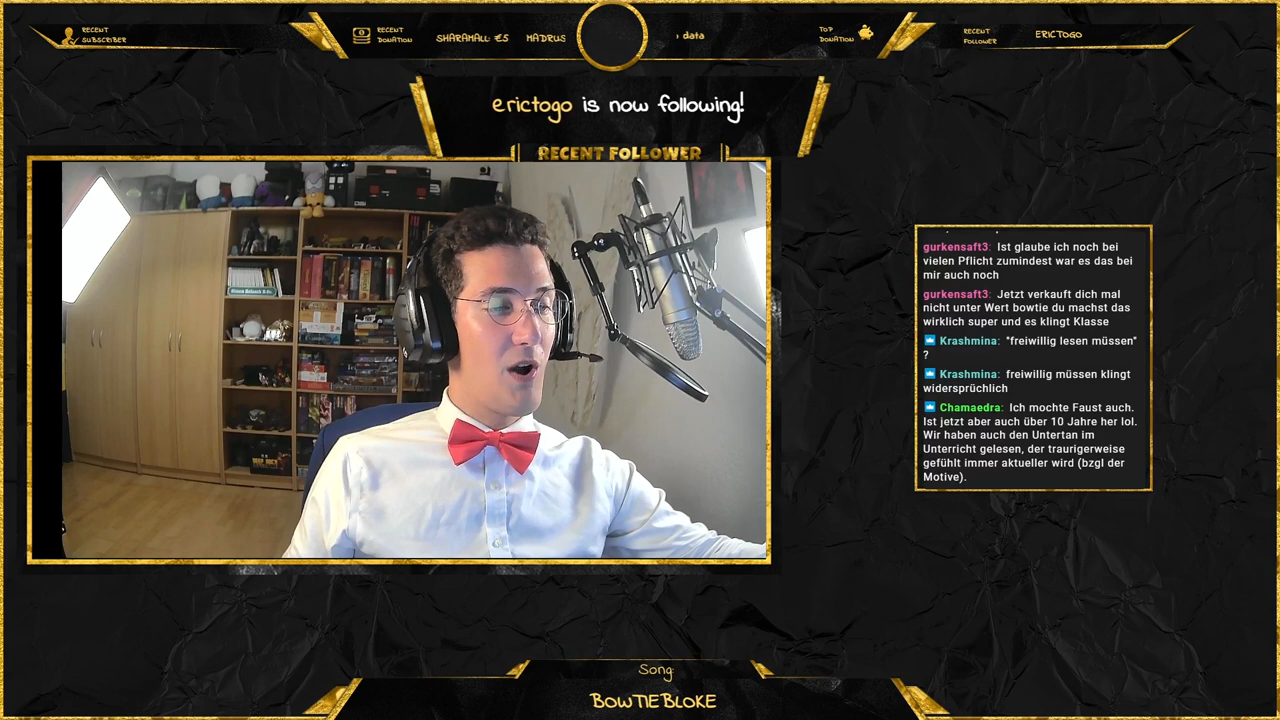 RECENT
SUBSCRIBER
RECENT
DONATION
SHARAMALL: €5
MADRUS
data
TOP
DONATION
RECENT
FOLLOWER
ERICTOGO
erictogo is now following!
RECENT FOLLOWER
gurkensaft3: Ist glaube ich noch bei
vielen Pflicht zumindest war es das bei
mir auch noch
gurkensaft3: Jetzt verkauft dich mal
nicht unter Wert bowtie du machst das
wirklich super und es klingt Klasse
Krashmina: "freiwillig lesen müssen"
?
Krashmina: freiwillig müssen klingt
widersprüchlich
Chamaedra: Ich mochte Faust auch.
Ist jetzt aber auch über 10 Jahre her lol.
Wir haben auch den Untertan im
Unterricht gelesen, der traurigerweise
gefühlt immer aktueller wird (bzgl der
Motive).
Song:
BOWTIEBLOKE